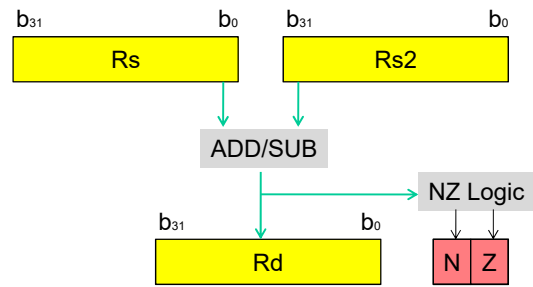 b31 b0 b31 b0
Rs Rs2
ADD/SUB
NZ Logic
b31 b0
Rd N Z